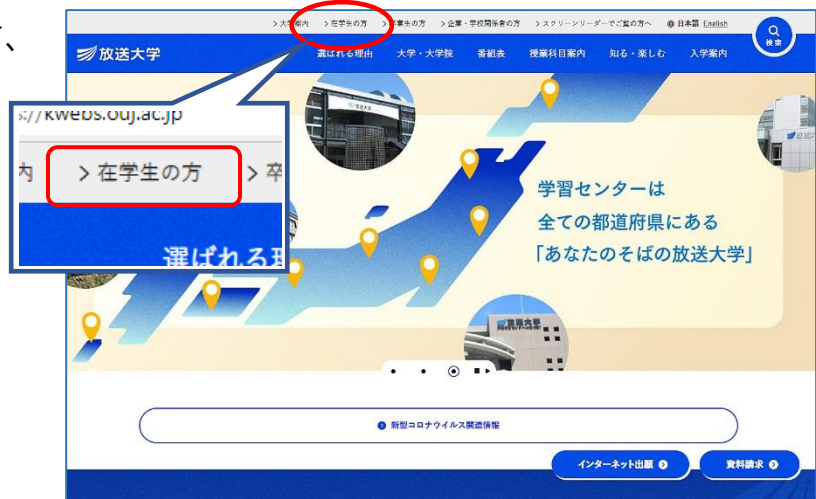 、
>在学生の方 >卒業生の方 >企業・学校関係者の方 >スクリーンリーダーでご覧の方へ 日本語 English
検索
放送大学
選ばれる理由 大学・大学院 番組表 授業科目案内 知る・楽しむ 入学案内
://kwebs.ouj.ac.jp
内 >在学生の方 >卒
選ばれる理
学習センターは
全ての都道府県にある
「あなたのそばの放送大学」
放送大学
新型コロナウイルス関連情報
インターネット出願 資料請求